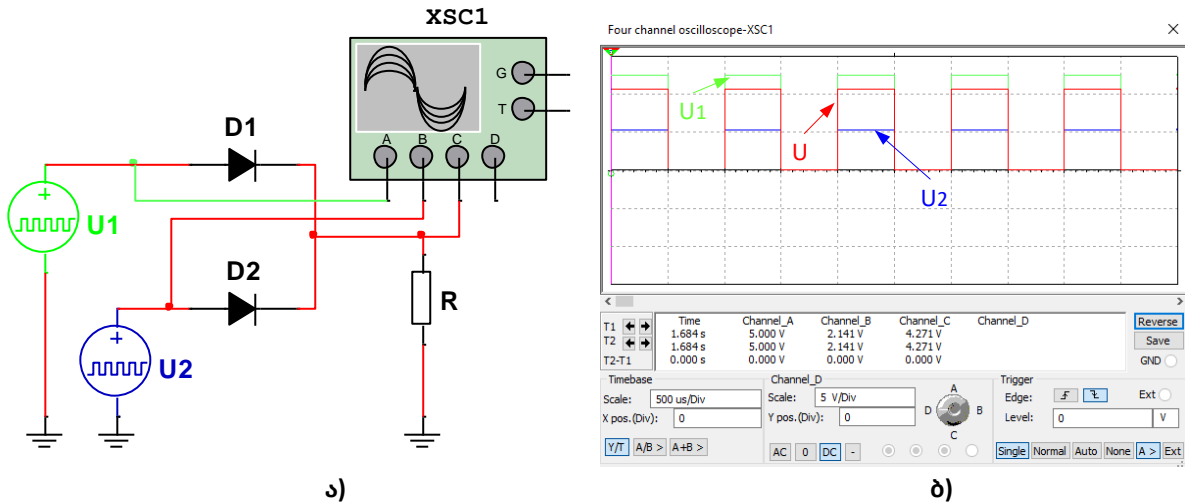 XSC1
G
T
A B C D
D1
U1
D2
R
U2
ა)
Four channel oscilloscope-XSC1
U1
U
U2
Time Channel_A Channel_B Channel_C Channel_D
T1 1.684 s 5.000 V 2.141 V 4.271 V
T2 1.684 s 5.000 V 2.141 V 4.271 V
T2-T1 0.000 s 0.000 V 0.000 V 0.000 V
Reverse
Save
GND
Timebase
Scale: 500 us/Div
X pos.(Div): 0
Y/T A/B > A+B >
Channel_D
Scale: 5 V/Div
Y pos.(Div): 0
AC 0 DC -
A
D B
C
Trigger
Edge: Ext
Level: 0 V
Single Normal Auto None A > Ext
ბ)